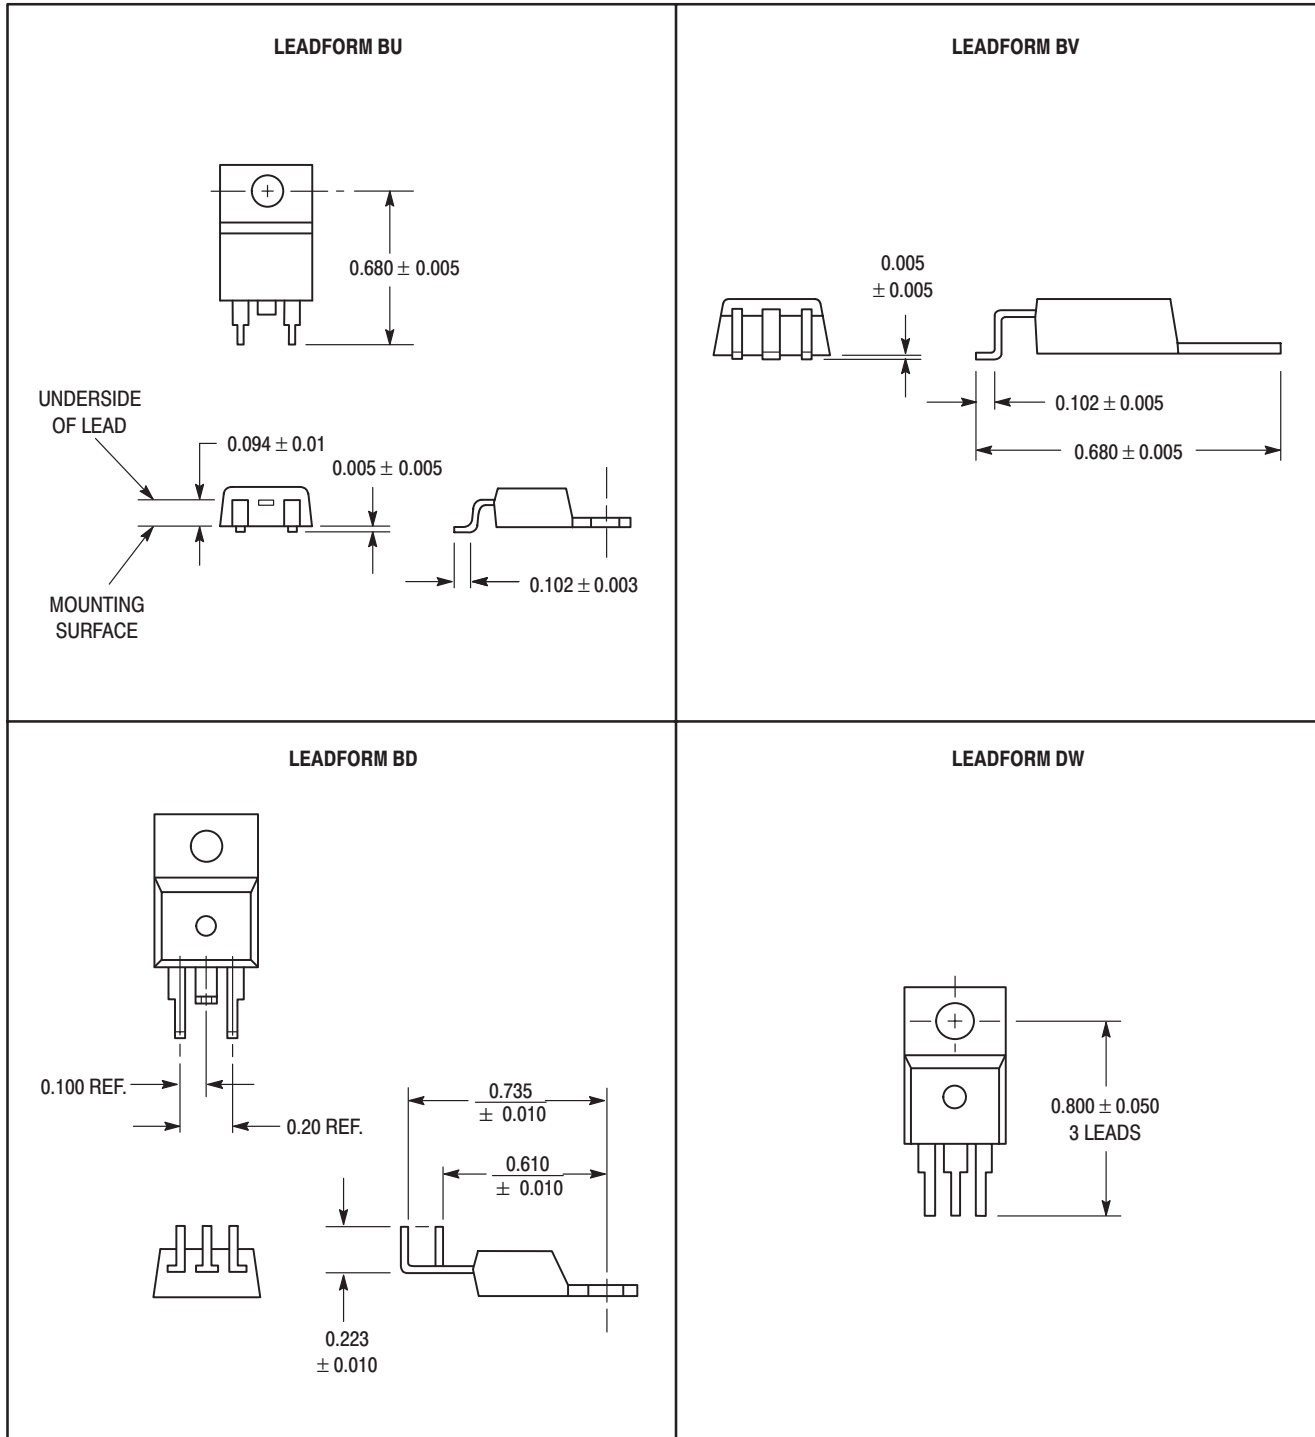 LEADFORM BU
0.680 ± 0.005
UNDERSIDE
OF LEAD
0.094 ± 0.01
0.005 ± 0.005
0.102 ± 0.003
MOUNTING
SURFACE
LEADFORM BV
0.005
± 0.005
0.102 ± 0.005
0.680 ± 0.005
LEADFORM BD
0.100 REF.
0.20 REF.
0.735
± 0.010
0.610
± 0.010
0.223
± 0.010
LEADFORM DW
0.800 ± 0.050
3 LEADS